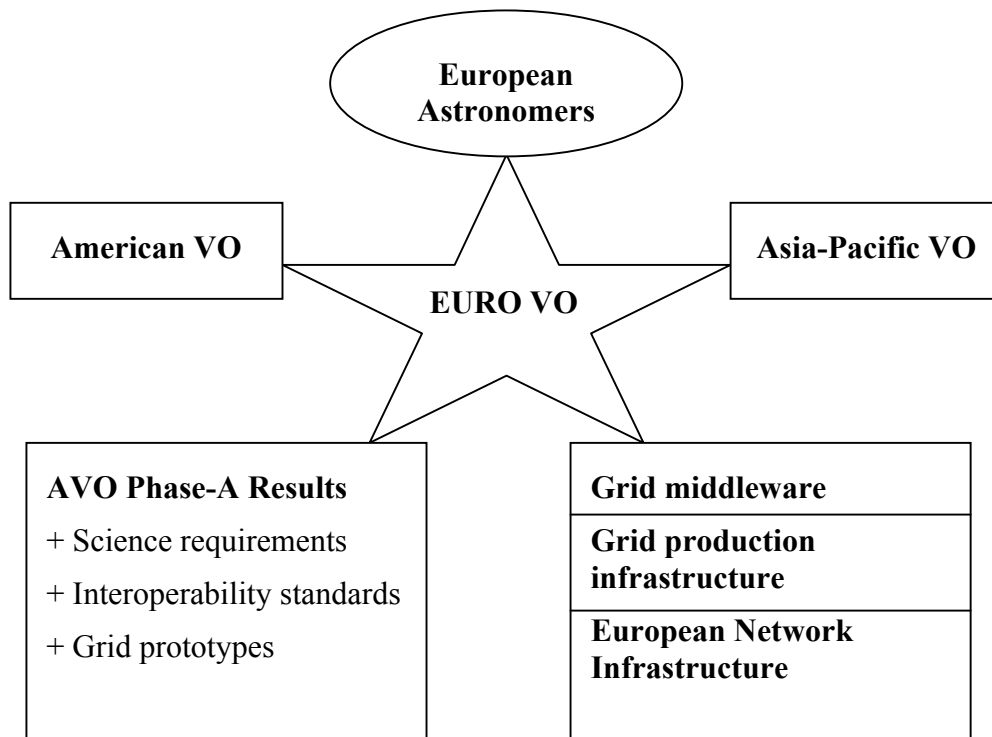 European
Astronomers
American VO
Asia-Pacific VO
EURO VO
AVO Phase-A Results
+ Science requirements
+ Interoperability standards
+ Grid prototypes
Grid middleware
Grid production
infrastructure
European Network
Infrastructure